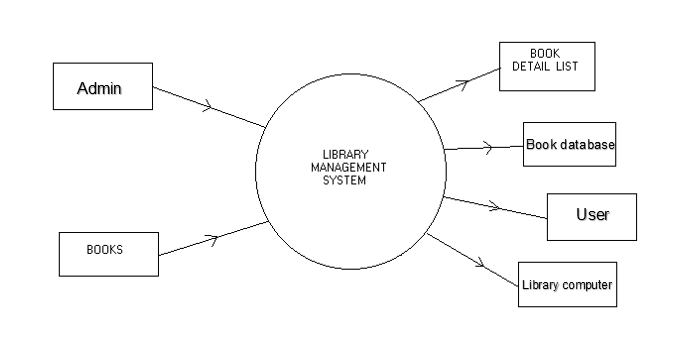 Admin
BOOKS
LIBRARY
MANAGEMENT
SYSTEM
BOOK
DETAIL LIST
Book database
User
Library computer